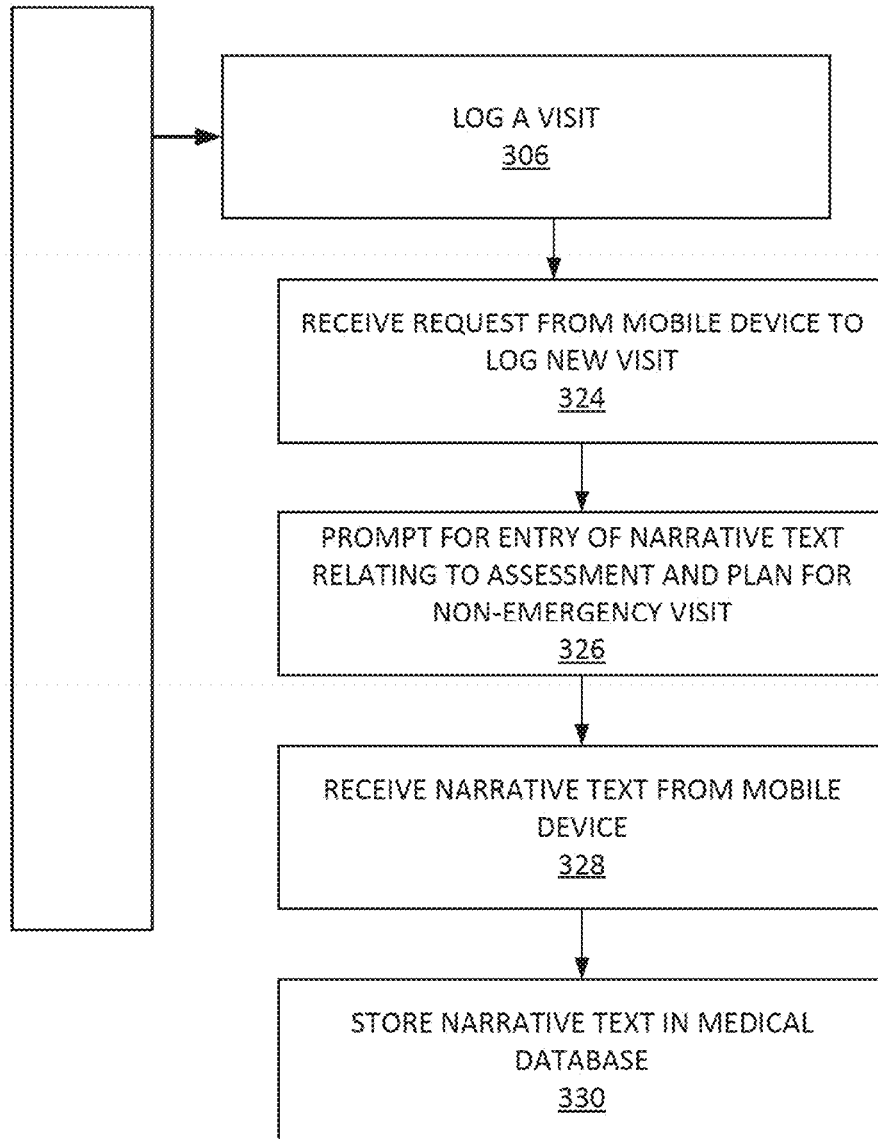 LOG A VISIT
306
RECEIVE REQUEST FROM MOBILE DEVICE TO
LOG NEW VISIT
324
PROMPT FOR ENTRY OF NARRATIVE TEXT
RELATING TO ASSESSMENT AND PLAN FOR
NON-EMERGENCY VISIT
326
RECEIVE NARRATIVE TEXT FROM MOBILE
DEVICE
328
STORE NARRATIVE TEXT IN MEDICAL
DATABASE
330